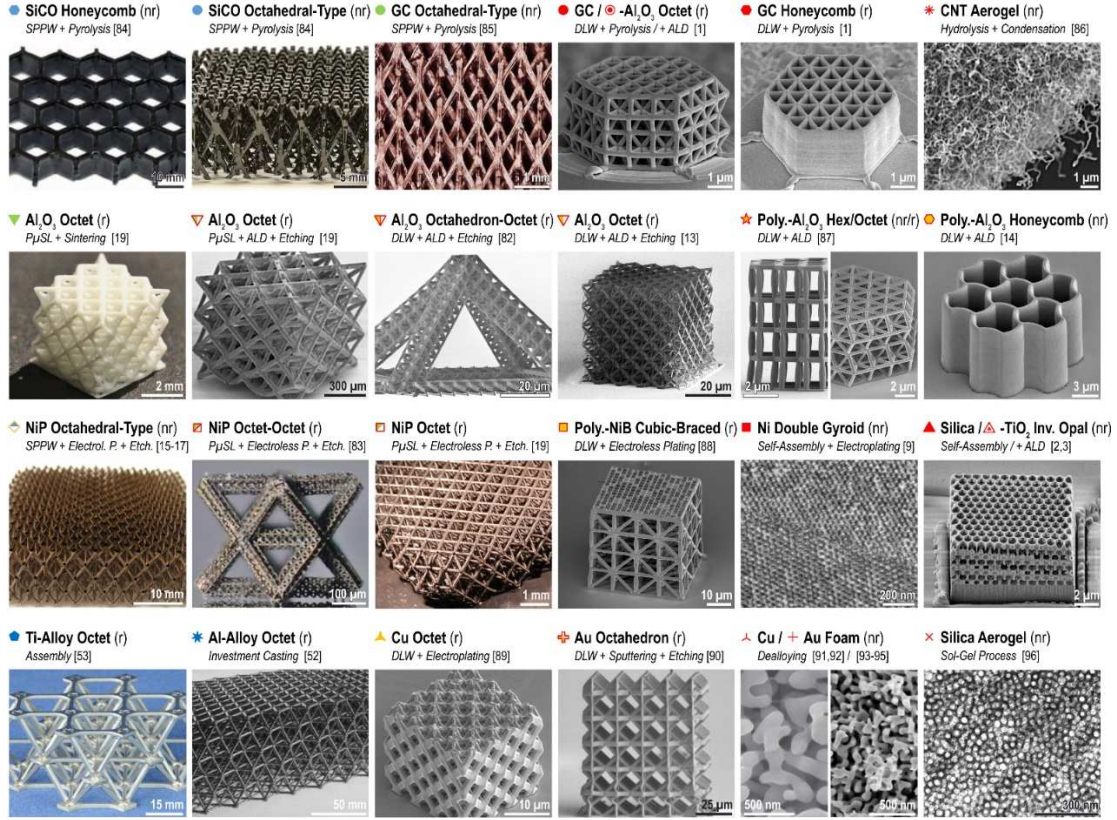 SiCO Honeycomb (nr)
SPPW + Pyrolysis [84]
SiCO Octahedral-Type (nr)
SPPW + Pyrolysis [84]
GC Octahedral-Type (nr)
SPPW + Pyrolysis [85]
GC / -Al₂O₃ Octet (r)
DLW + Pyrolysis / + ALD [1]
GC Honeycomb (r)
DLW + Pyrolysis [1]
CNT Aerogel (nr)
Hydrolysis + Condensation [86]
10 mm
5 mm
1 mm
1 µm
1 µm
1 µm
Al₂O₃ Octet (r)
PµSL + Sintering [19]
Al₂O₃ Octet (r)
PµSL + ALD + Etching [19]
Al₂O₃ Octahedron-Octet (r)
DLW + ALD + Etching [82]
Al₂O₃ Octet (r)
DLW + ALD + Etching [13]
Poly.-Al₂O₃ Hex/Octet (nr/r)
DLW + ALD [87]
Poly.-Al₂O₃ Honeycomb (nr)
DLW + ALD [14]
2 mm
300 µm
20 µm
20 µm
2 µm
2 µm
3 µm
NiP Octahedral-Type (nr)
SPPW + Electrol. P. + Etch. [15-17]
NiP Octet-Octet (r)
PµSL + Electroless P. + Etch. [83]
NiP Octet (r)
PµSL + Electroless P. + Etch. [19]
Poly.-NiB Cubic-Braced (r)
DLW + Electroless Plating [88]
Ni Double Gyroid (nr)
Self-Assembly + Electroplating [9]
Silica / -TiO₂ Inv. Opal (nr)
Self-Assembly / + ALD [2,3]
10 mm
100 µm
1 mm
10 µm
200 nm
2 µm
Ti-Alloy Octet (r)
Assembly [53]
Al-Alloy Octet (r)
Investment Casting [52]
Cu Octet (r)
DLW + Electroplating [89]
Au Octahedron (r)
DLW + Sputtering + Etching [90]
Cu / Au Foam (nr)
Dealloying [91,92] / [93-95]
Silica Aerogel (nr)
Sol-Gel Process [96]
15 mm
50 mm
10 µm
25 µm
500 nm
500 nm
300 nm